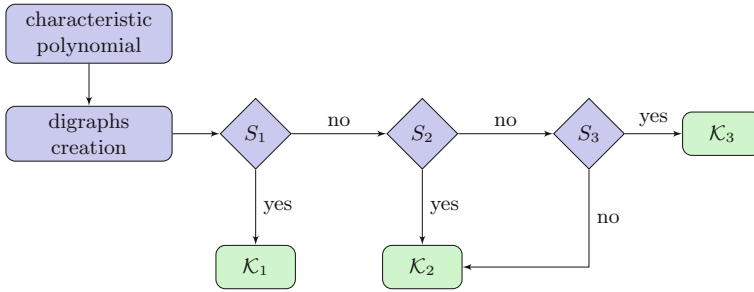 characteristic
polynomial
digraphs
creation
S₁
no
S₂
no
S₃
yes
𝒦₃
yes
yes
no
𝒦₁
𝒦₂